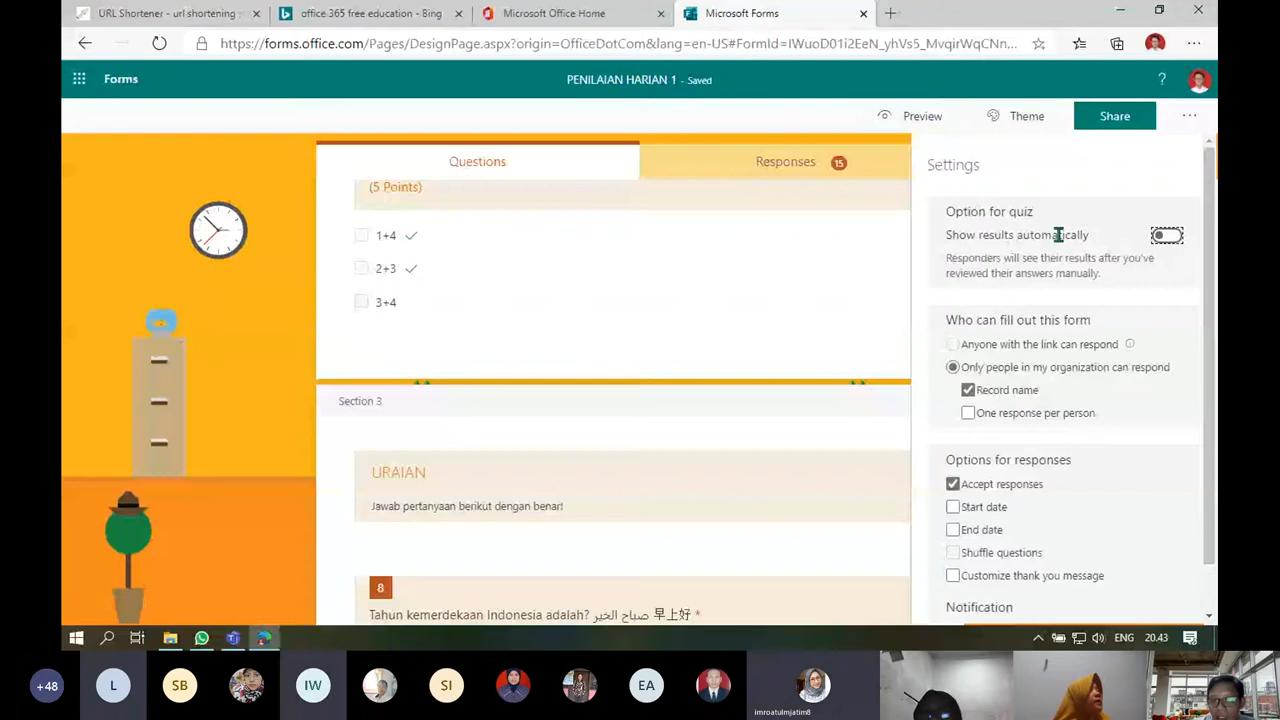 URL Shortener - url shortening
office 365 free education - Bing
Microsoft Office Home
Microsoft Forms
https://forms.office.com/Pages/DesignPage.aspx?origin=OfficeDotCom&lang=en-US#FormId=IWuoD01i2EeN_yhVs5_MvqirWqCNn...
Forms
PENILAIAN HARIAN 1 - Saved
?
Preview
Theme
Share
Questions
Responses 15
(5 Points)
1+4
2+3
3+4
Section 3
URAIAN
Jawab pertanyaan berikut dengan benar!
8
Tahun kemerdekaan Indonesia adalah? صباح الخير 早上好 *
Settings
Option for quiz
Show results automatically
Responders will see their results after you've
reviewed their answers manually.
Who can fill out this form
Anyone with the link can respond
Only people in my organization can respond
Record name
One response per person
Options for responses
Accept responses
Start date
End date
Shuffle questions
Customize thank you message
Notification
ENG 20.43
+48
L
SB
IW
SI
EA
imroatulmjatim8